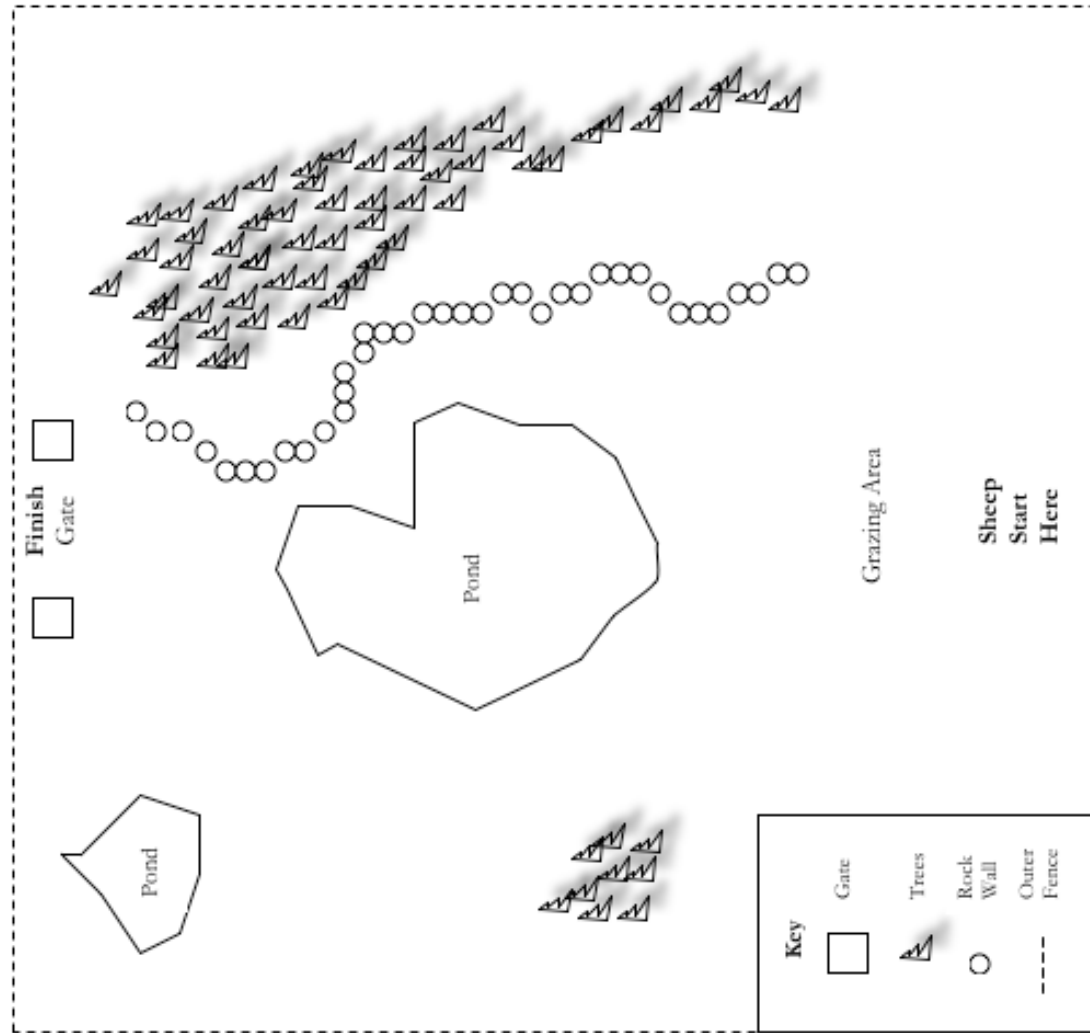 Finish
Gate
Pond
Pond
Grazing Area
Sheep
Start
Here
Key
Gate
Trees
Rock
Wall
Outer
Fence